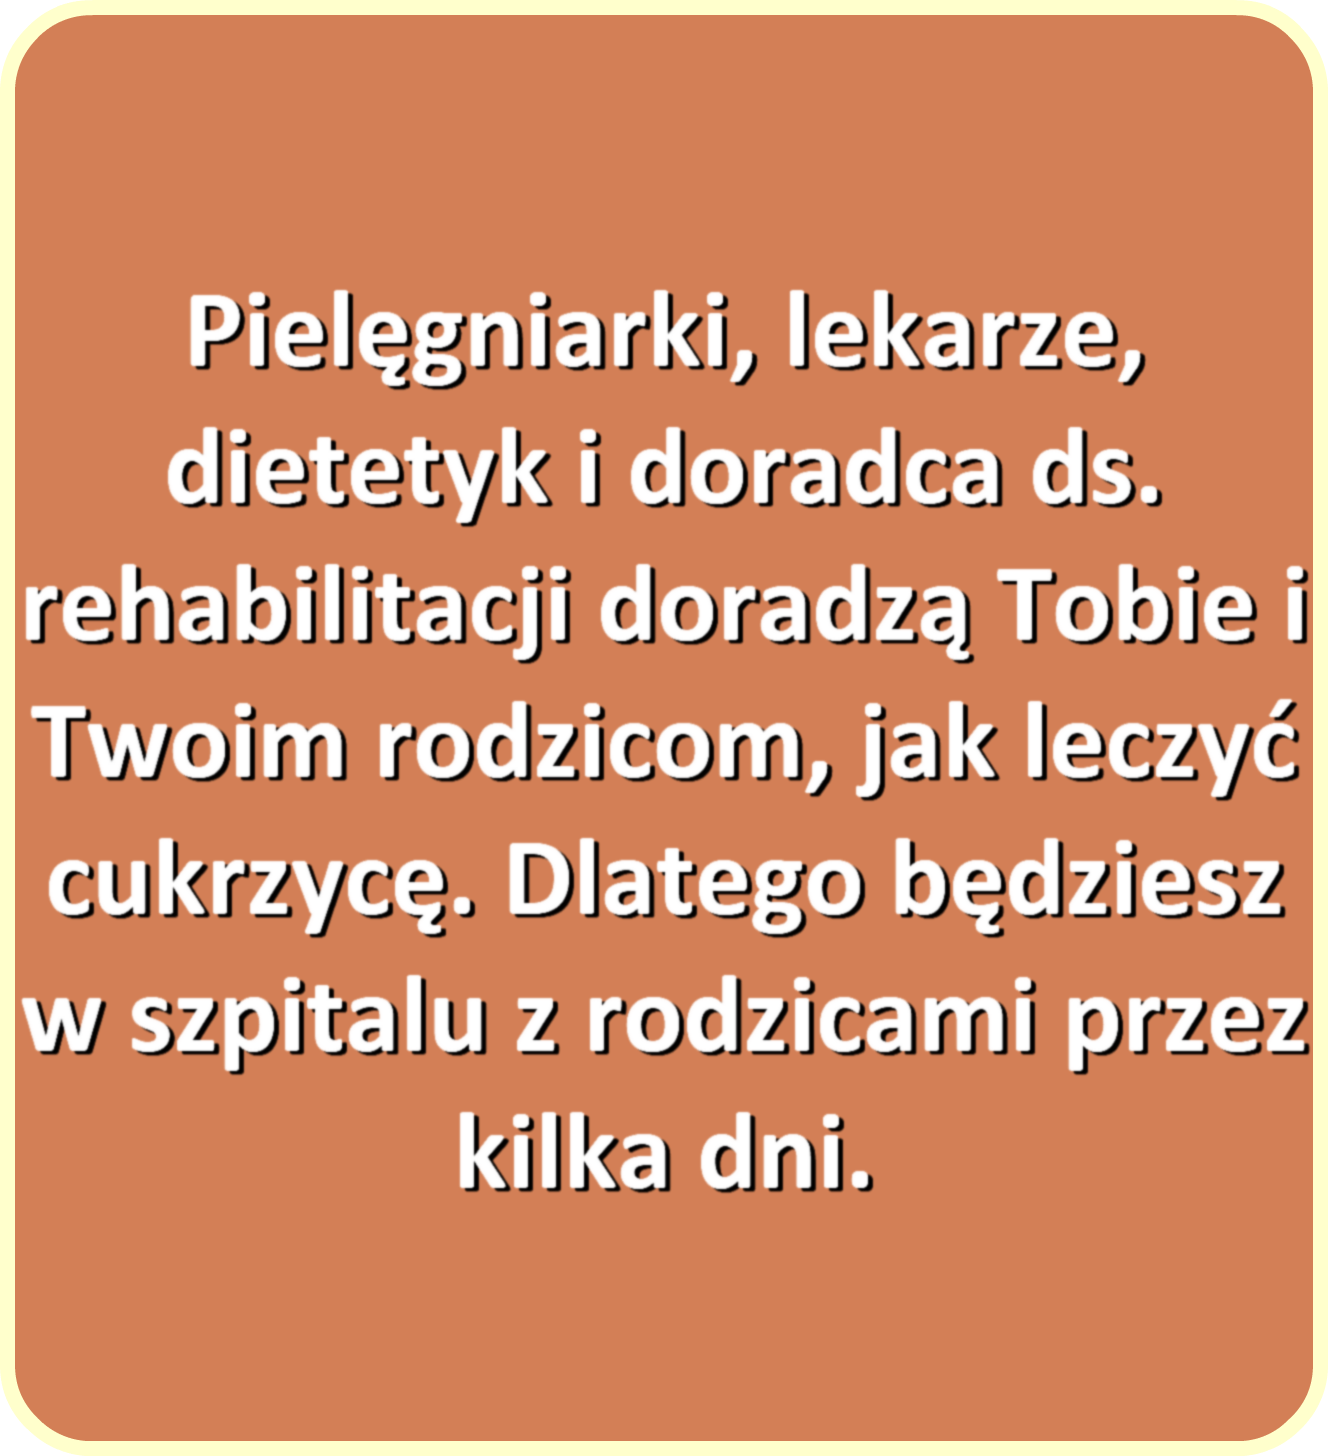 Pielęgniarki, lekarze,
dietetyk i doradca ds.
rehabilitacji doradzą Tobie i
Twoim rodzicom, jak leczyć
cukrzycę. Dlatego będziesz
w szpitalu z rodzicami przez
kilka dni.